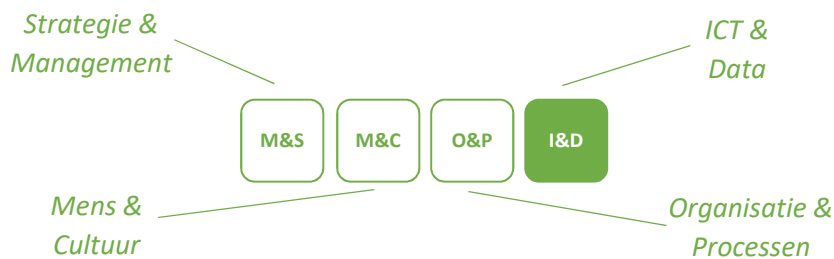 Strategie &
Management
ICT &
Data
M&S
M&C
O&P
I&D
Mens &
Cultuur
Organisatie &
Processen